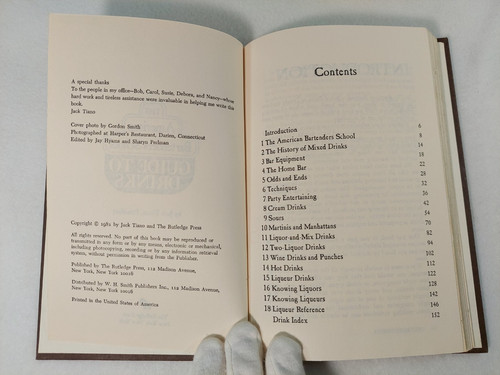 A special thanks
To the people in my office—Bob, Carol, Susie, Debora, and Nancy—whose
hard work and tireless assistance were invaluable in helping me write this
book.
Jack Tiano
Cover photo by Gordon Smith
Photographed at Harper's Restaurant, Darien, Connecticut
Edited by Jay Hyams and Sharyn Perlman
Copyright © 1982 by Jack Tiano and The Rutledge Press
All rights reserved. No part of this book may be reproduced or
transmitted in any form or by any means, electronic or mechanical,
including photocopying, recording or by any information retrieval
system, without permission in writing from the Publisher.
Published by The Rutledge Press, 112 Madison Avenue,
New York, New York 10016
Distributed by W. H. Smith Publishers Inc., 112 Madison Avenue,
New York, New York 10016
Printed in the United States of America
Contents
Introduction 6
1 The American Bartenders School 8
2 The History of Mixed Drinks 14
3 Bar Equipment 18
4 The Home Bar 22
5 Odds and Ends 28
6 Techniques 32
7 Party Entertaining 36
8 Cream Drinks 42
9 Sours 54
10 Martinis and Manhattans 70
11 Liquor-and-Mix Drinks 82
12 Two-Liquor Drinks 94
13 Wine Drinks and Punches 102
14 Hot Drinks 112
15 Liqueur Drinks 122
16 Knowing Liquors 128
17 Knowing Liqueurs 142
18 Liqueur Reference 146
Drink Index 152